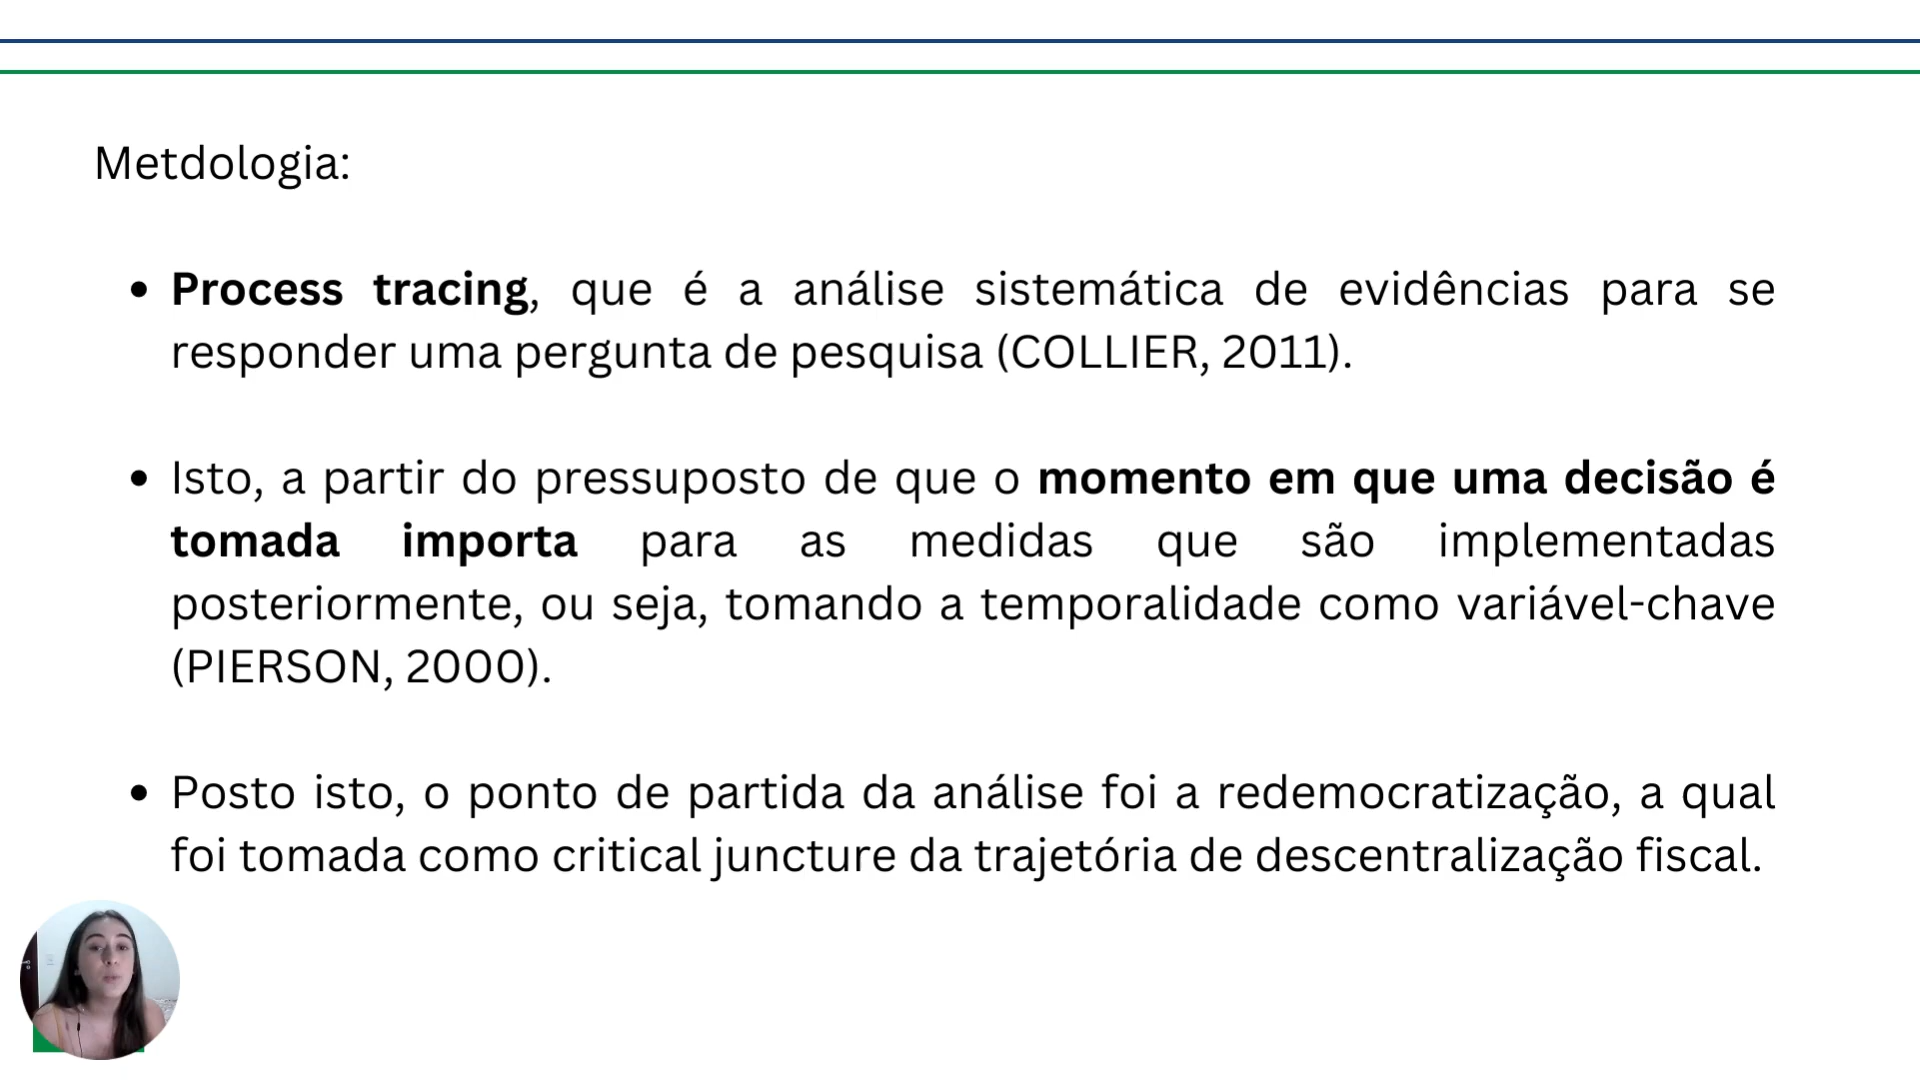 Metdologia:
Process tracing, que é a análise sistemática de evidências para se
responder uma pergunta de pesquisa (COLLIER, 2011).
Isto, a partir do pressuposto de que o momento em que uma decisão é
tomada importa para as medidas que são implementadas
posteriormente, ou seja, tomando a temporalidade como variável-chave
(PIERSON, 2000).
Posto isto, o ponto de partida da análise foi a redemocratização, a qual
foi tomada como critical juncture da trajetória de descentralização fiscal.